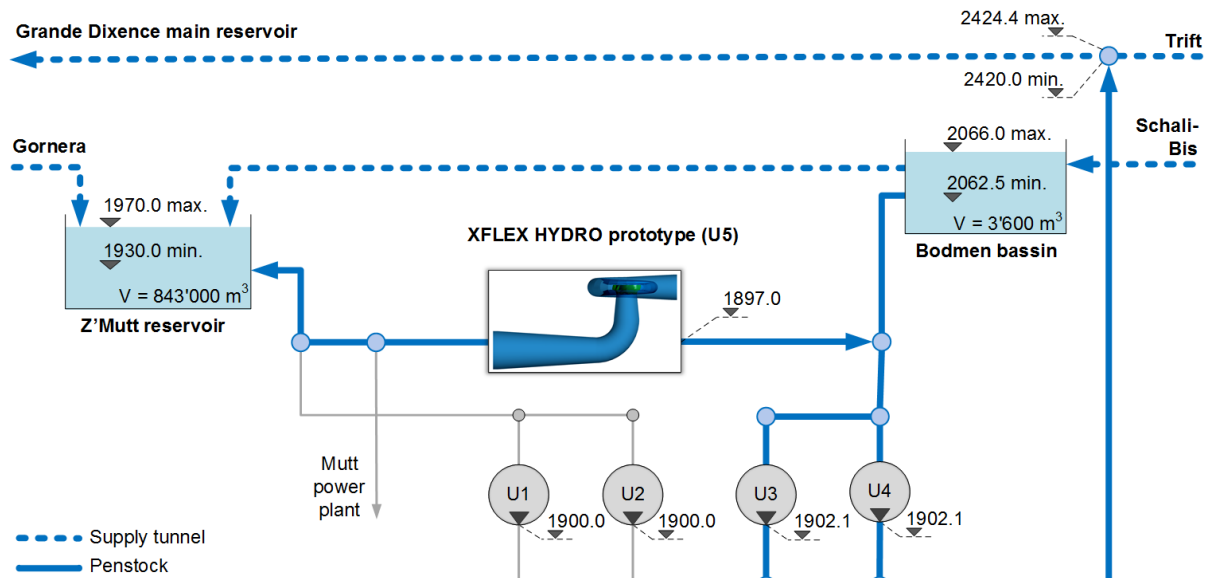 2424.4 max.
Grande Dixence main reservoir
Trift
2420.0 min.
Schali-
Bis
2066.0 max.
Gornera
2062.5 min.
1970.0 max.
V = 3'600 m³
XFLEX HYDRO prototype (U5)
Bodmen bassin
1930.0 min.
V = 843'000 m³
1897.0
Z'Mutt reservoir
Mutt
power
plant
U1
U2
U3
U4
1900.0
1900.0
1902.1
1902.1
Supply tunnel
Penstock